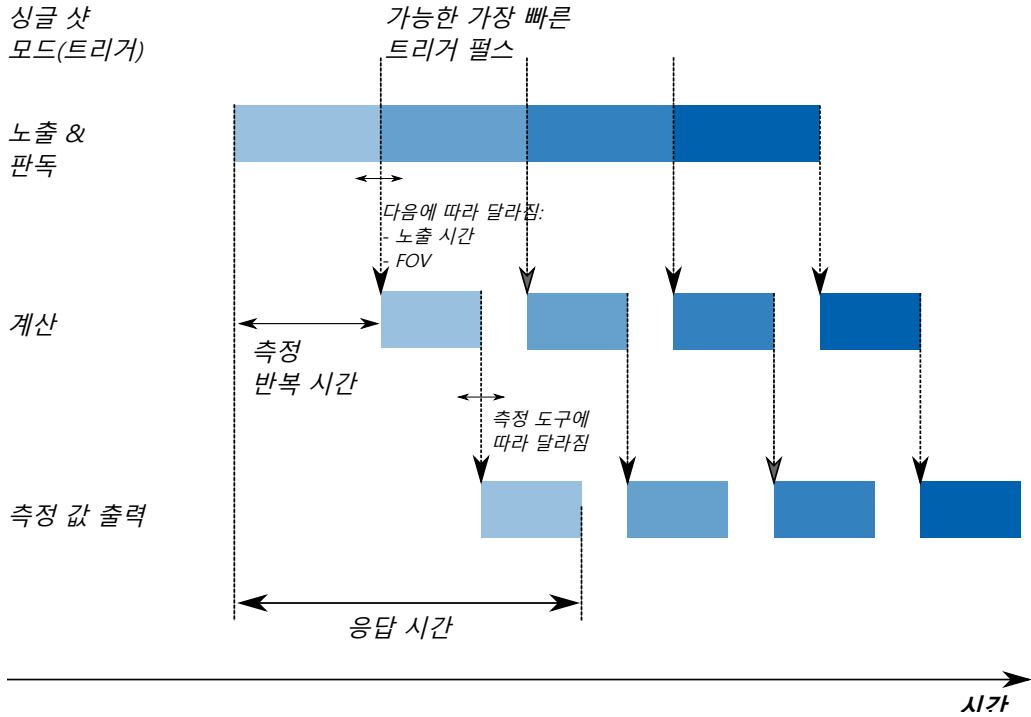 싱글 샷
모드(트리거)
가능한 가장 빠른
트리거 펄스
노출 &
판독
다음에 따라 달라짐:
- 노출 시간
- FOV
계산
측정
반복 시간
측정 도구에
따라 달라짐
측정 값 출력
응답 시간
시간